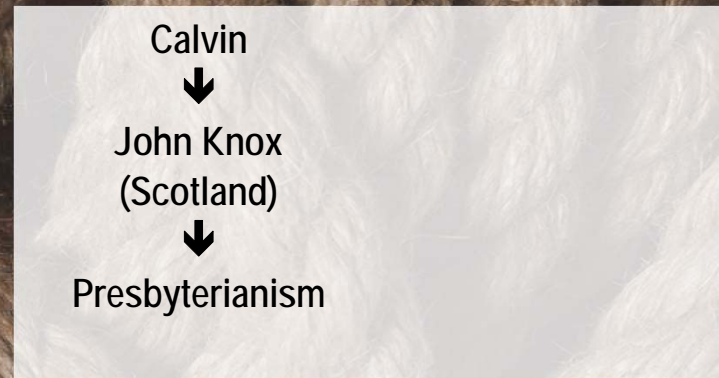 Calvin
🡻
John Knox
(Scotland)
🡻
Presbyterianism